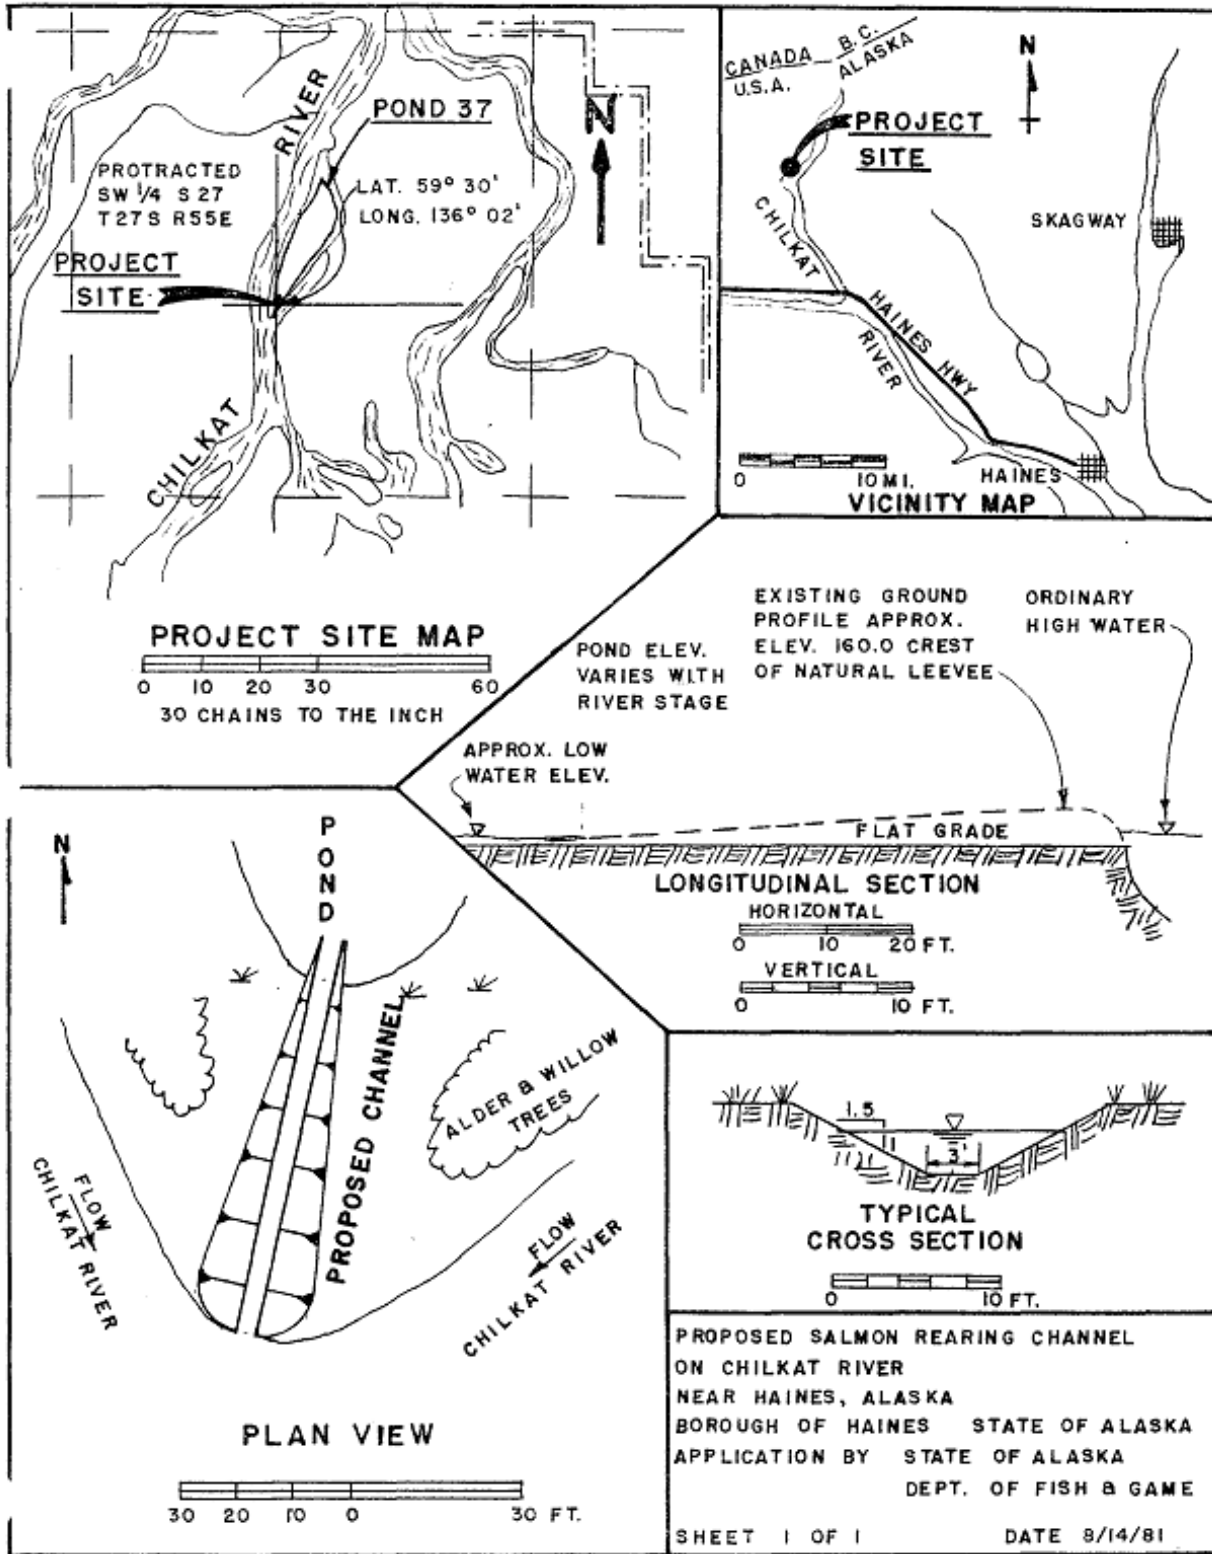 RIVER
POND 37
PROTRACTED
SW 1/4 S 27
T27S R55E
LAT. 59° 30'
LONG. 136° 02'
N
PROJECT
SITE
CHILKAT
PROJECT SITE MAP
0 10 20 30 60
30 CHAINS TO THE INCH
CANADA B.C.
U.S.A. ALASKA
N
PROJECT
SITE
SKAGWAY
CHILKAT
RIVER
HAINES HWY
HAINES
0 10 MI.
VICINITY MAP
EXISTING GROUND
PROFILE APPROX.
ELEV. 160.0 CREST
OF NATURAL LEEVEE
ORDINARY
HIGH WATER
POND ELEV.
VARIES WITH
RIVER STAGE
APPROX. LOW
WATER ELEV.
FLAT GRADE
LONGITUDINAL SECTION
HORIZONTAL
0 10 20 FT.
VERTICAL
0 10 FT.
N
POND
PROPOSED CHANNEL
ALDER & WILLOW
TREES
FLOW
CHILKAT RIVER
FLOW
CHILKAT RIVER
PLAN VIEW
30 20 10 0 30 FT.
1.5
1
3'
TYPICAL
CROSS SECTION
0 10 FT.
PROPOSED SALMON REARING CHANNEL
ON CHILKAT RIVER
NEAR HAINES, ALASKA
BOROUGH OF HAINES STATE OF ALASKA
APPLICATION BY STATE OF ALASKA
DEPT. OF FISH & GAME
SHEET 1 OF 1 DATE 8/14/81